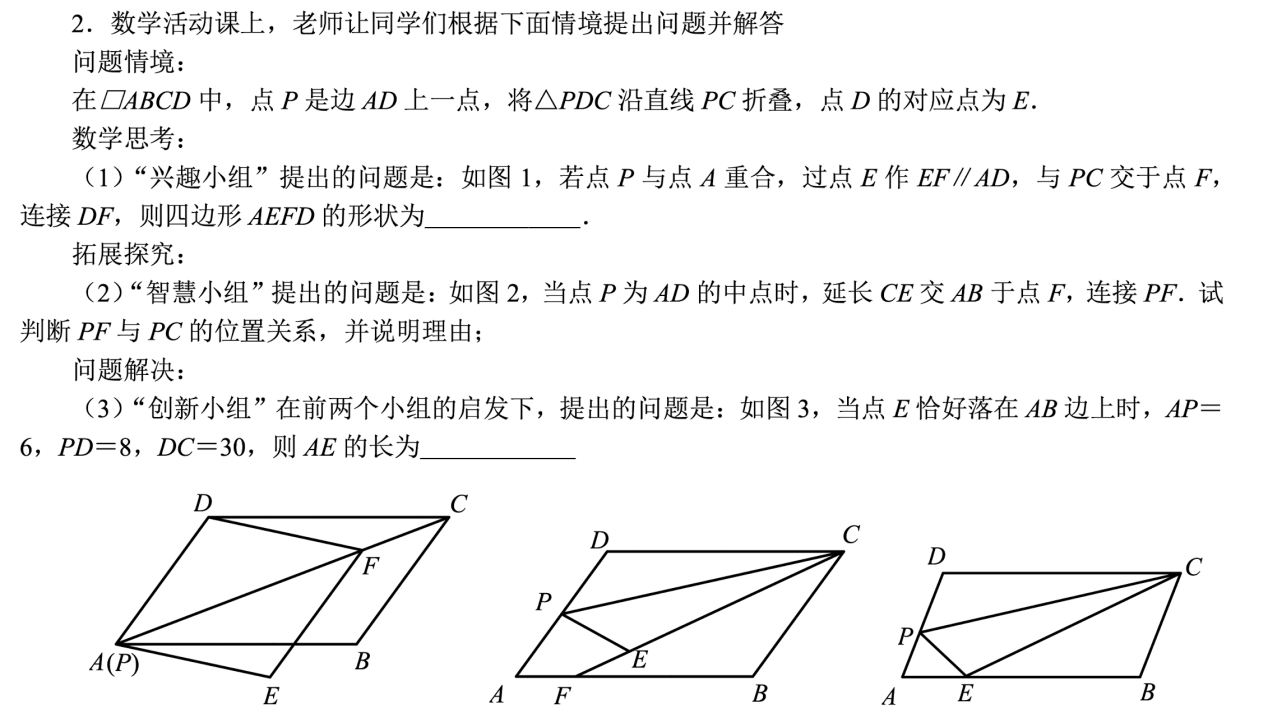 2．数学活动课上，老师让同学们根据下面情境提出问题并解答
问题情境：
在□ABCD 中，点 P 是边 AD 上一点，将△PDC 沿直线 PC 折叠，点 D 的对应点为 E．
数学思考：
（1）“兴趣小组”提出的问题是：如图 1，若点 P 与点 A 重合，过点 E 作 EF∥AD，与 PC 交于点 F，
连接 DF，则四边形 AEFD 的形状为____________．
拓展探究：
（2）“智慧小组”提出的问题是：如图 2，当点 P 为 AD 的中点时，延长 CE 交 AB 于点 F，连接 PF．试
判断 PF 与 PC 的位置关系，并说明理由；
问题解决：
（3）“创新小组”在前两个小组的启发下，提出的问题是：如图 3，当点 E 恰好落在 AB 边上时，AP＝
6，PD＝8，DC＝30，则 AE 的长为____________
D C F A(P) B E
D C P E A F B
D C P A E B